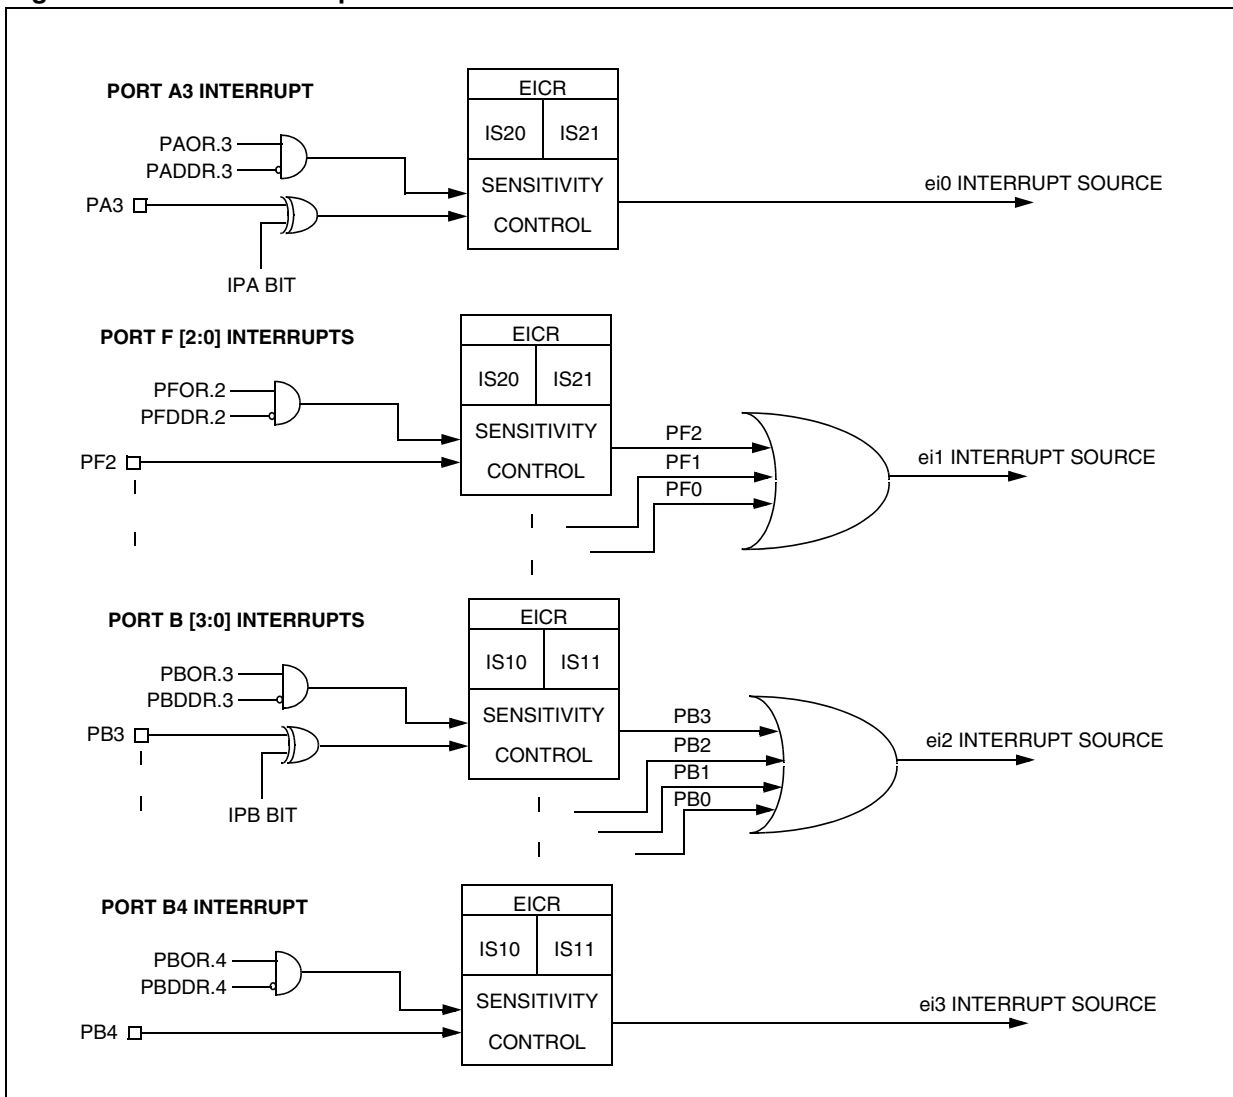 PORT A3 INTERRUPT
EICR
IS20 IS21
PAOR.3
PADDR.3
SENSITIVITY
CONTROL
PA3
IPA BIT
ei0 INTERRUPT SOURCE
PORT F [2:0] INTERRUPTS
EICR
IS20 IS21
PFOR.2
PFDDR.2
SENSITIVITY
CONTROL
PF2
PF2
PF1
PF0
ei1 INTERRUPT SOURCE
PORT B [3:0] INTERRUPTS
EICR
IS10 IS11
PBOR.3
PBDDR.3
SENSITIVITY
CONTROL
PB3
IPB BIT
PB3
PB2
PB1
PB0
ei2 INTERRUPT SOURCE
PORT B4 INTERRUPT
EICR
IS10 IS11
PBOR.4
PBDDR.4
SENSITIVITY
CONTROL
PB4
ei3 INTERRUPT SOURCE